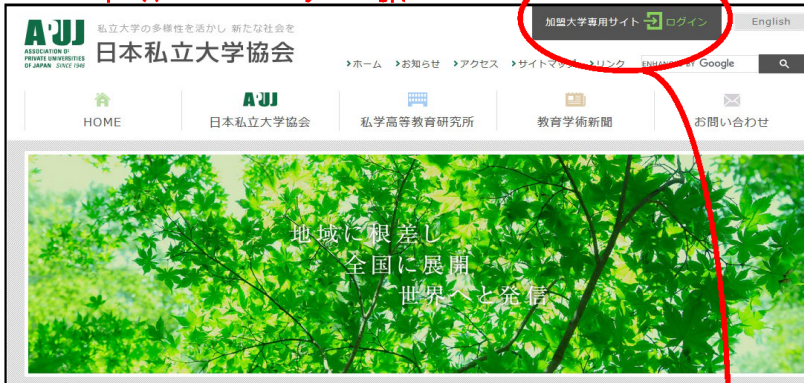 私立大学の多様性を活かし 新たな社会を
APUJ
ASSOCIATION OF
PRIVATE UNIVERSITIES
OF JAPAN SINCE 1946
日本私立大学協会
加盟大学専用サイト ログイン
English
ホーム お知らせ アクセス サイトマップ リンク
BY Google
HOME
APUJ
日本私立大学協会
私学高等教育研究所
教育学術新聞
お問い合わせ
地域に根差し
全国に展開
世界へと発信